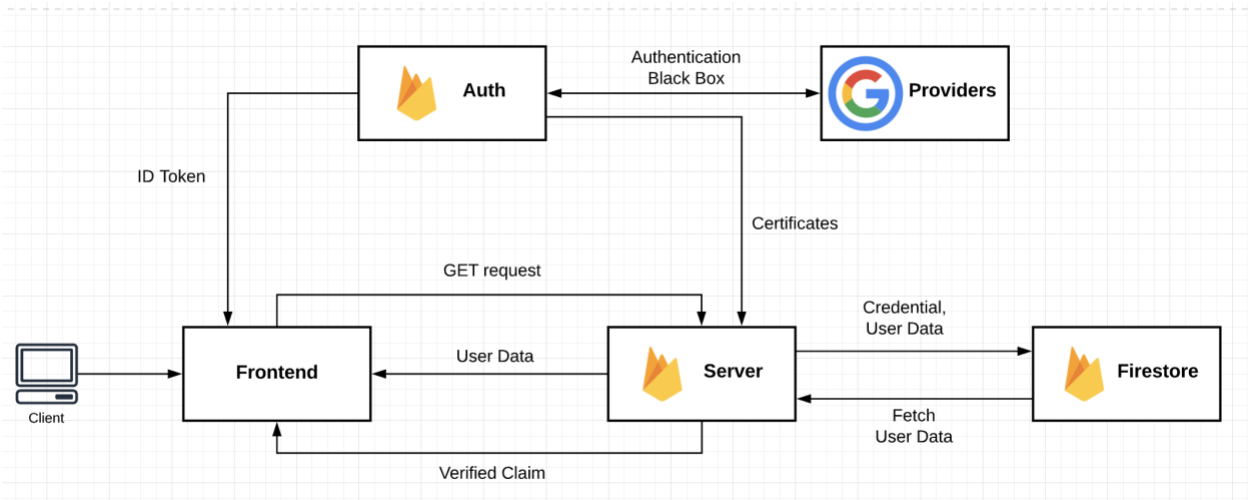 Authentication
Black Box
Auth
Providers
ID Token
Certificates
GET request
Credential,
User Data
User Data
Frontend
Server
Firestore
Client
Fetch
User Data
Verified Claim